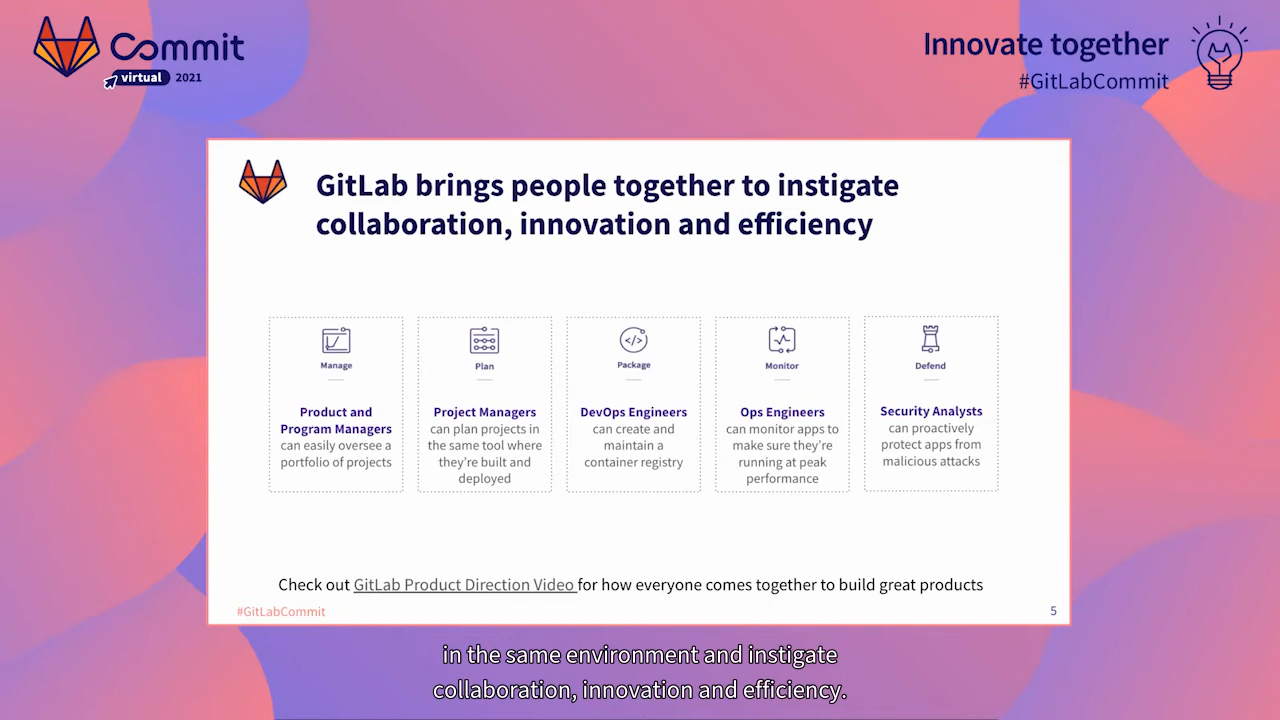 Commit
virtual 2021
Innovate together
#GitLabCommit
GitLab brings people together to instigate
collaboration, innovation and efficiency
Manage
Product and
Program Managers
can easily oversee a
portfolio of projects
Plan
Project Managers
can plan projects in
the same tool where
they're built and
deployed
Package
DevOps Engineers
can create and
maintain a
container registry
Monitor
Ops Engineers
can monitor apps to
make sure they're
running at peak
performance
Defend
Security Analysts
can proactively
protect apps from
malicious attacks
Check out GitLab Product Direction Video for how everyone comes together to build great products
#GitLabCommit
5
in the same environment and instigate
collaboration, innovation and efficiency.